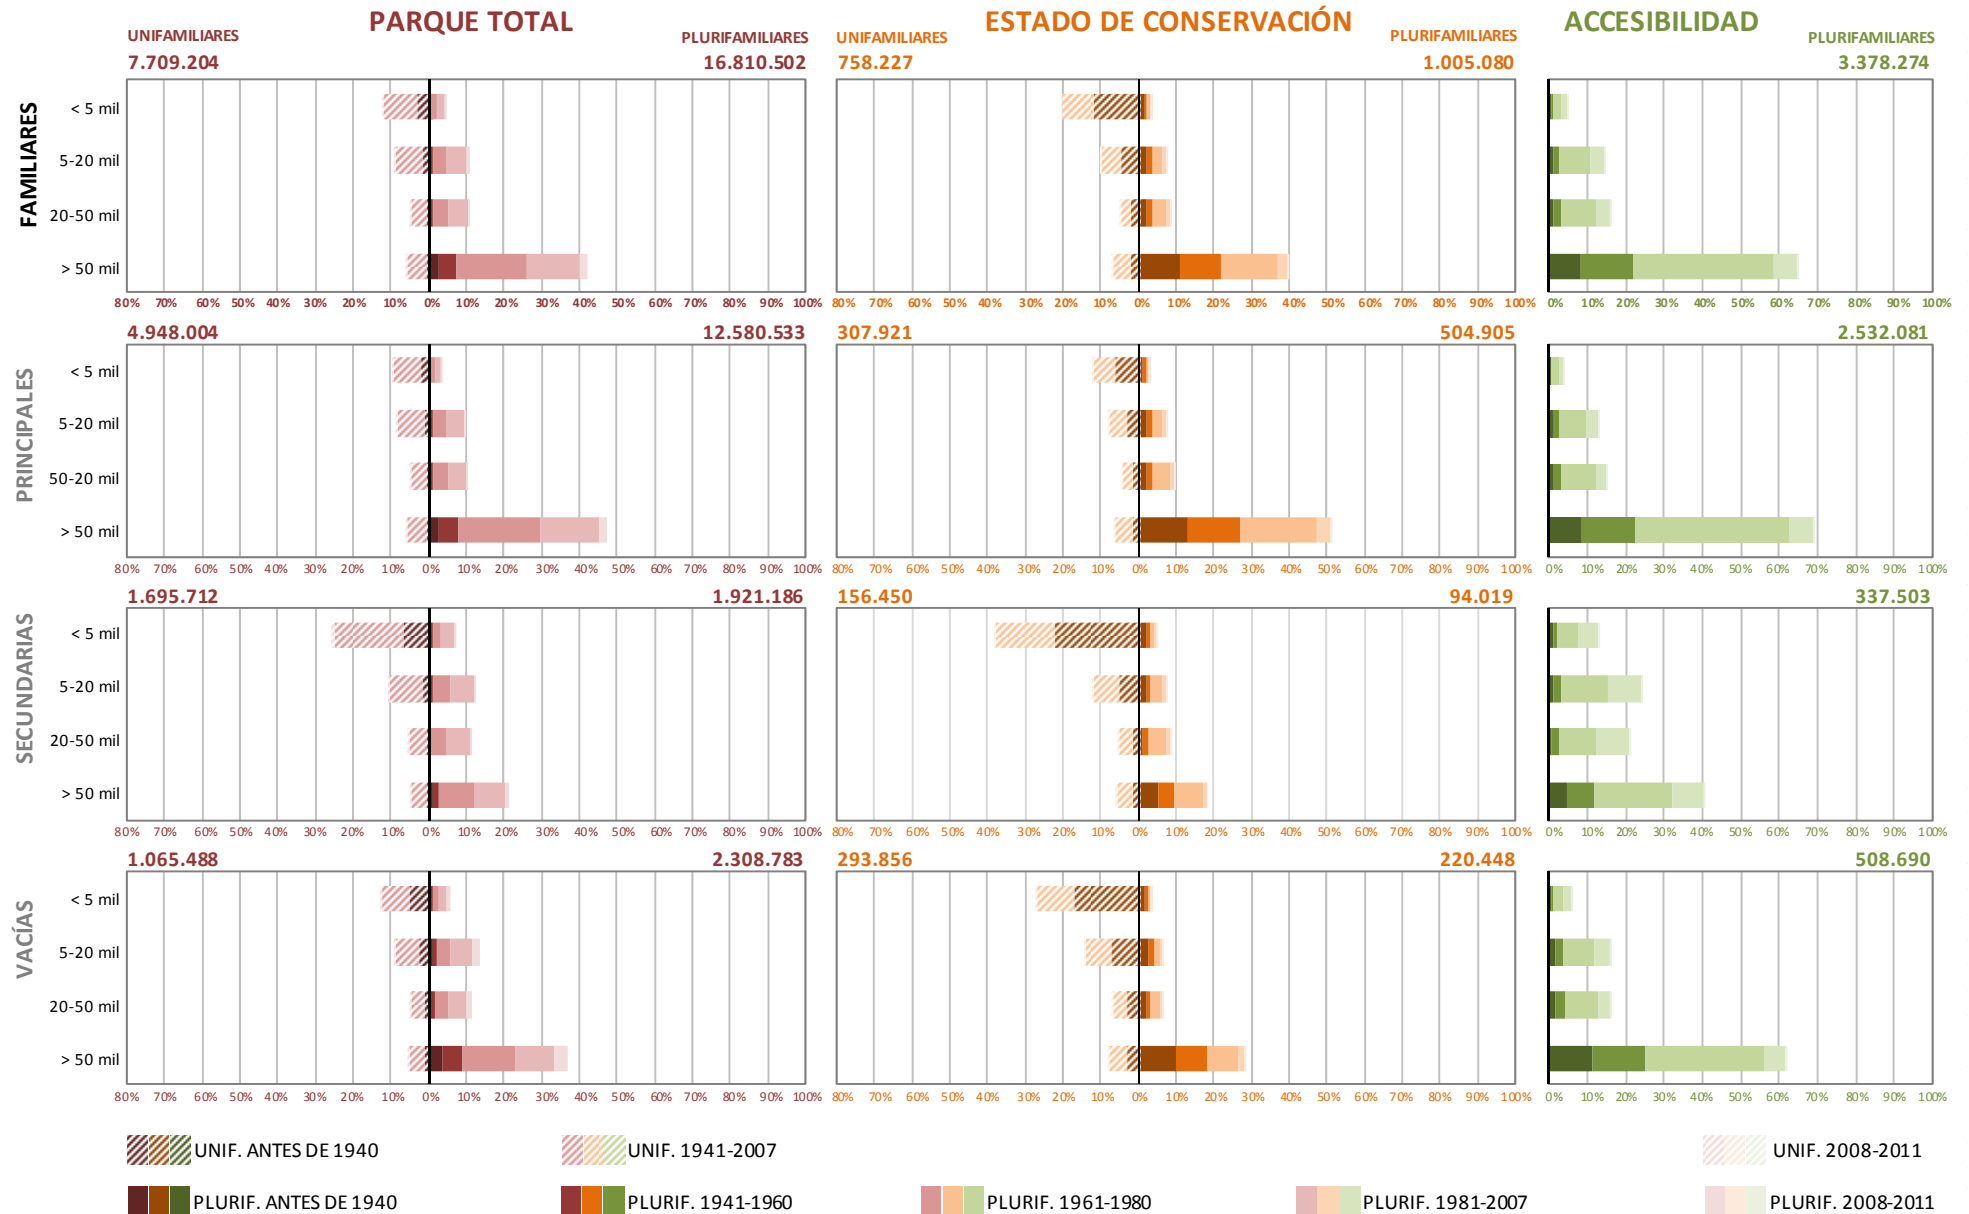 PARQUE TOTAL
ESTADO DE CONSERVACIÓN
ACCESIBILIDAD
UNIFAMILIARES
PLURIFAMILIARES
UNIFAMILIARES
PLURIFAMILIARES
PLURIFAMILIARES
7.709.204
16.810.502
758.227
1.005.080
3.378.274
FAMILIARES
< 5 mil
5-20 mil
20-50 mil
> 50 mil
80% 70% 60% 50% 40% 30% 20% 10% 0% 10% 20% 30% 40% 50% 60% 70% 80% 90% 100%
80% 70% 60% 50% 40% 30% 20% 10% 0% 10% 20% 30% 40% 50% 60% 70% 80% 90% 100%
0% 10% 20% 30% 40% 50% 60% 70% 80% 90% 100%
4.948.004
12.580.533
307.921
504.905
2.532.081
PRINCIPALES
< 5 mil
5-20 mil
50-20 mil
> 50 mil
80% 70% 60% 50% 40% 30% 20% 10% 0% 10% 20% 30% 40% 50% 60% 70% 80% 90% 100%
80% 70% 60% 50% 40% 30% 20% 10% 0% 10% 20% 30% 40% 50% 60% 70% 80% 90% 100%
0% 10% 20% 30% 40% 50% 60% 70% 80% 90% 100%
1.695.712
1.921.186
156.450
94.019
337.503
SECUNDARIAS
< 5 mil
5-20 mil
20-50 mil
> 50 mil
80% 70% 60% 50% 40% 30% 20% 10% 0% 10% 20% 30% 40% 50% 60% 70% 80% 90% 100%
80% 70% 60% 50% 40% 30% 20% 10% 0% 10% 20% 30% 40% 50% 60% 70% 80% 90% 100%
0% 10% 20% 30% 40% 50% 60% 70% 80% 90% 100%
1.065.488
2.308.783
293.856
220.448
508.690
VACÍAS
< 5 mil
5-20 mil
20-50 mil
> 50 mil
80% 70% 60% 50% 40% 30% 20% 10% 0% 10% 20% 30% 40% 50% 60% 70% 80% 90% 100%
80% 70% 60% 50% 40% 30% 20% 10% 0% 10% 20% 30% 40% 50% 60% 70% 80% 90% 100%
0% 10% 20% 30% 40% 50% 60% 70% 80% 90% 100%
UNIF. ANTES DE 1940
UNIF. 1941-2007
UNIF. 2008-2011
PLURIF. ANTES DE 1940
PLURIF. 1941-1960
PLURIF. 1961-1980
PLURIF. 1981-2007
PLURIF. 2008-2011